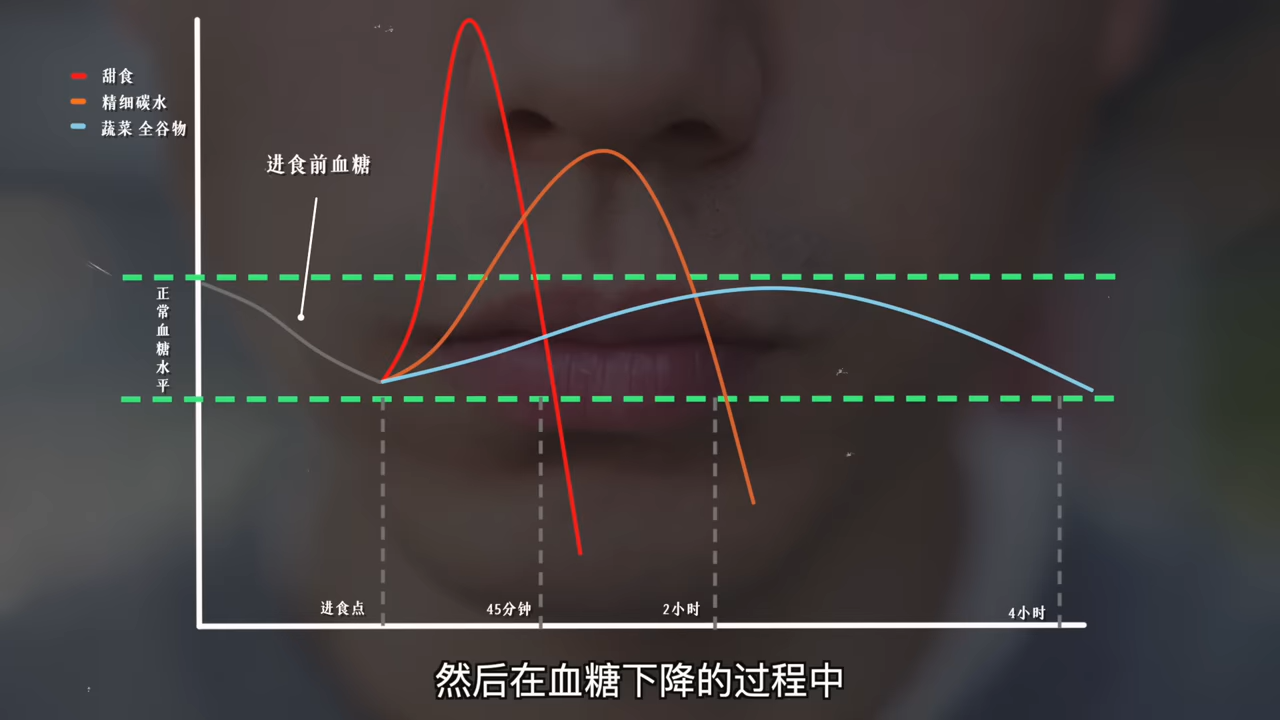 甜食
精细碳水
蔬菜 全谷物
进食前血糖
正常血糖水平
进食点
45分钟
2小时
4小时
然后在血糖下降的过程中